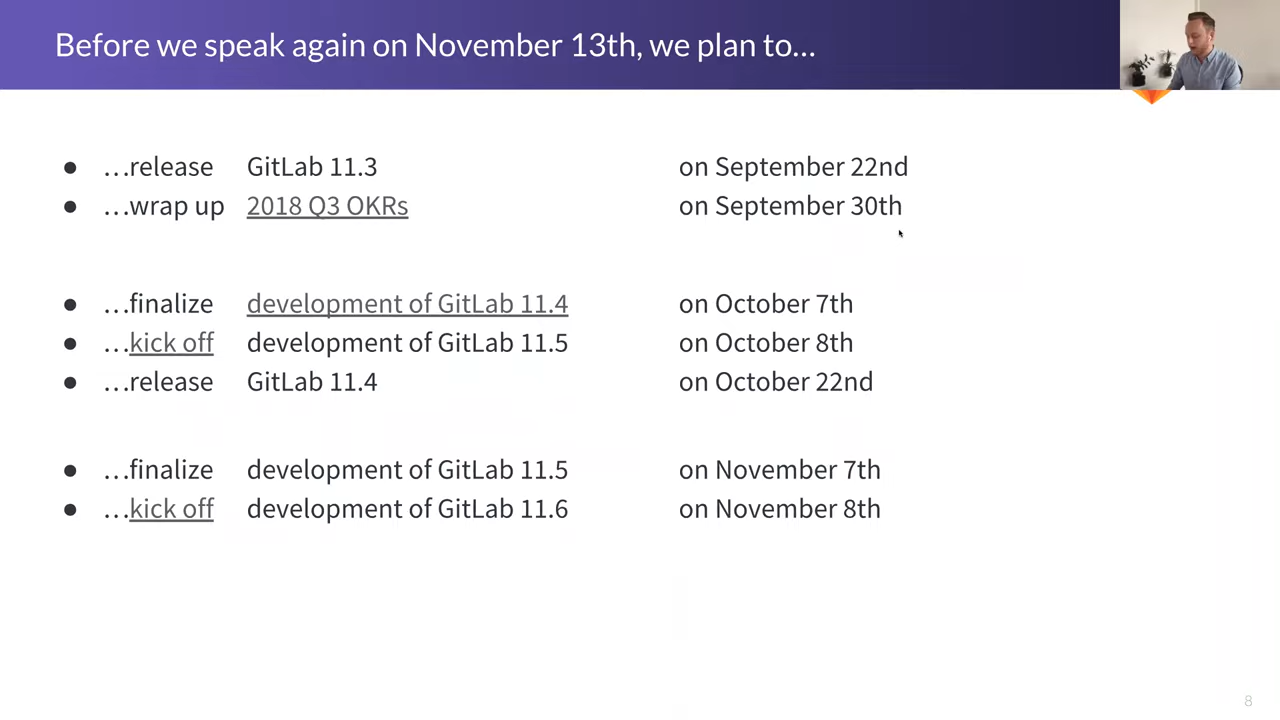 Before we speak again on November 13th, we plan to…
● …release GitLab 11.3 on September 22nd
● …wrap up 2018 Q3 OKRs on September 30th
● …finalize development of GitLab 11.4 on October 7th
● …kick off development of GitLab 11.5 on October 8th
● …release GitLab 11.4 on October 22nd
● …finalize development of GitLab 11.5 on November 7th
● …kick off development of GitLab 11.6 on November 8th
8